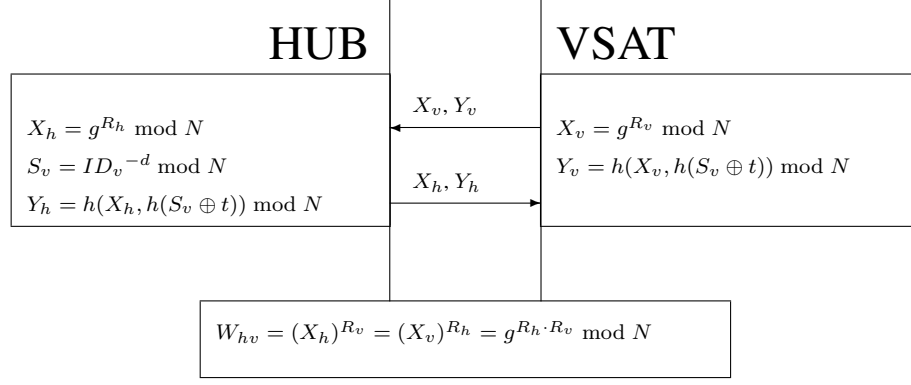 HUB
VSAT
X_h = g^{R_h} mod N
S_v = ID_v^{-d} mod N
Y_h = h(X_h, h(S_v ⊕ t)) mod N
X_v, Y_v
X_h, Y_h
X_v = g^{R_v} mod N
Y_v = h(X_v, h(S_v ⊕ t)) mod N
W_{hv} = (X_h)^{R_v} = (X_v)^{R_h} = g^{R_h·R_v} mod N